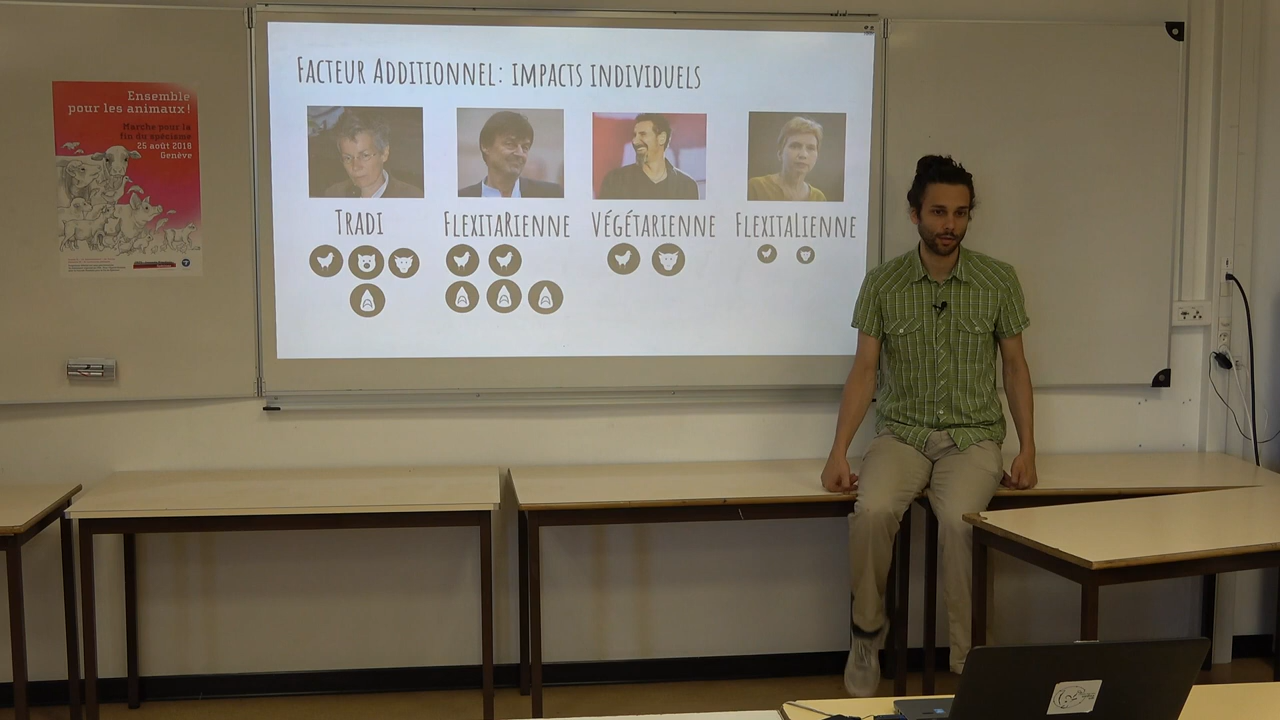 Ensemble
pour les animaux!
Marche pour la
fin du spécisme
25 août 2018
Genève
FACTEUR ADDITIONNEL: IMPACTS INDIVIDUELS
TRADI
FLEXITARIENNE
VÉGÉTARIENNE
FLEXITALIENNE